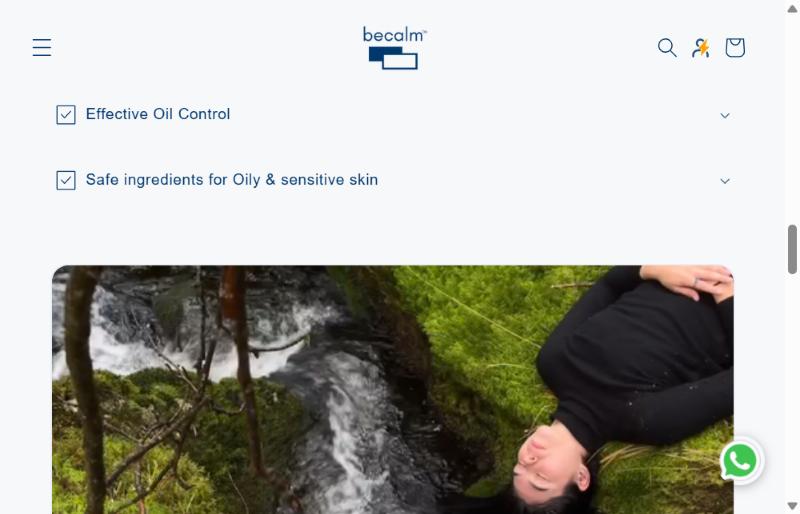 becalm™
Effective Oil Control
Safe ingredients for Oily & sensitive skin